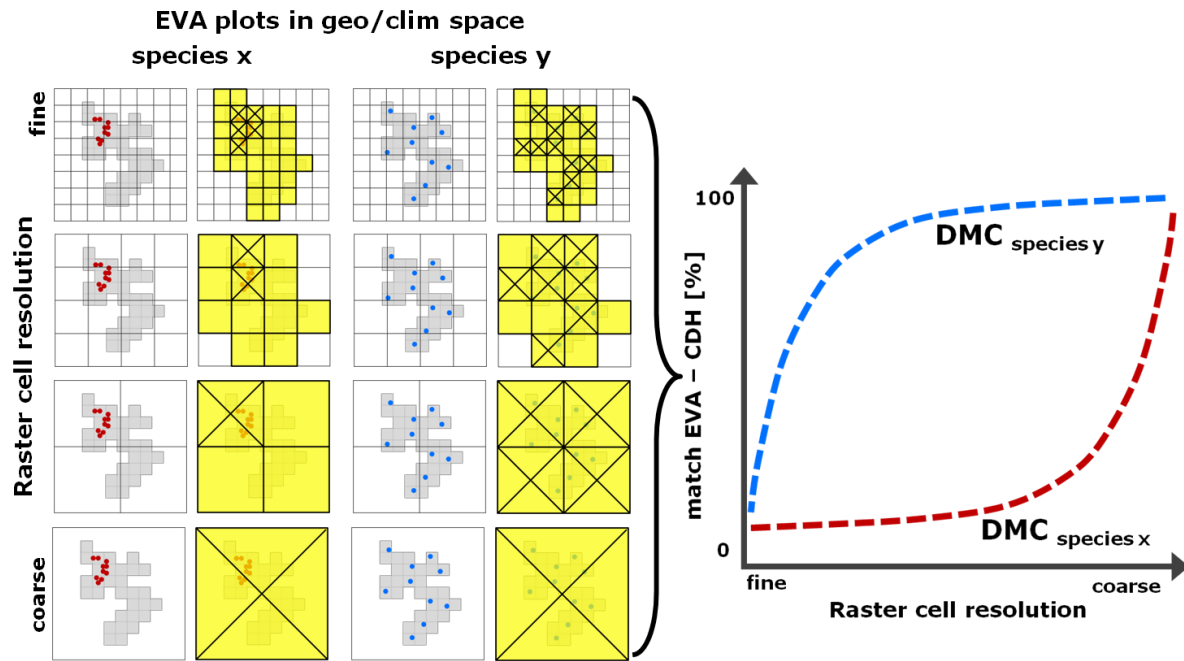 EVA plots in geo/clim space
species x
species y
fine
Raster cell resolution
coarse
match EVA – CDH [%]
100
0
DMC species y
DMC species x
fine
coarse
Raster cell resolution